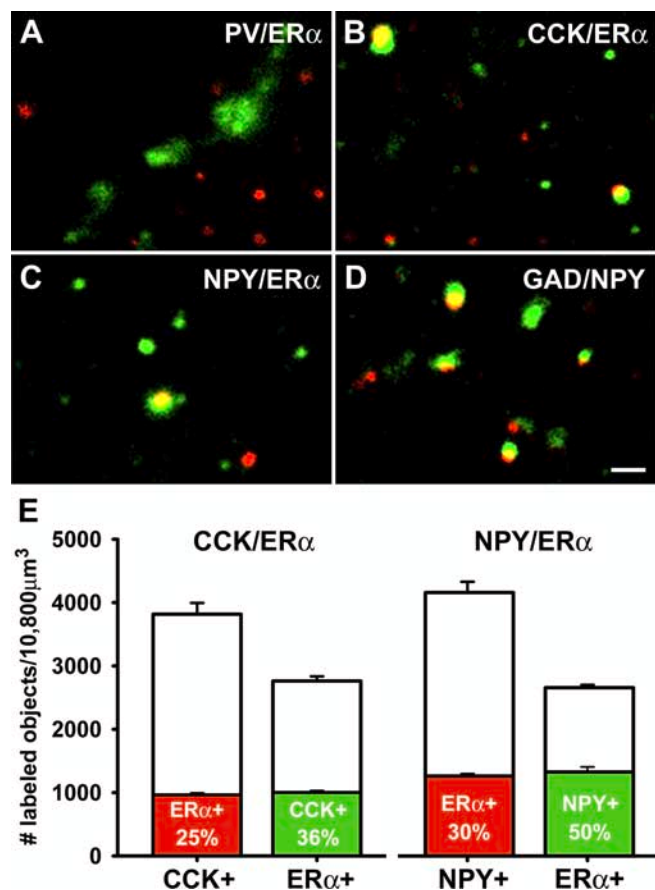 A PV/ERα
B CCK/ERα
C NPY/ERα
D GAD/NPY
E
CCK/ERα NPY/ERα
# labeled objects/10,800μm³
5000
4000
3000
2000
1000
0
ERα+
25%
CCK+
36%
ERα+
30%
NPY+
50%
CCK+ ERα+ NPY+ ERα+